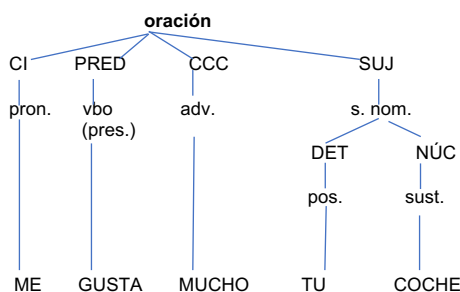 oración
CI PRED CCC SUJ
pron. vbo adv. s. nom.
(pres.)
DET NÚC
pos. sust.
ME GUSTA MUCHO TU COCHE